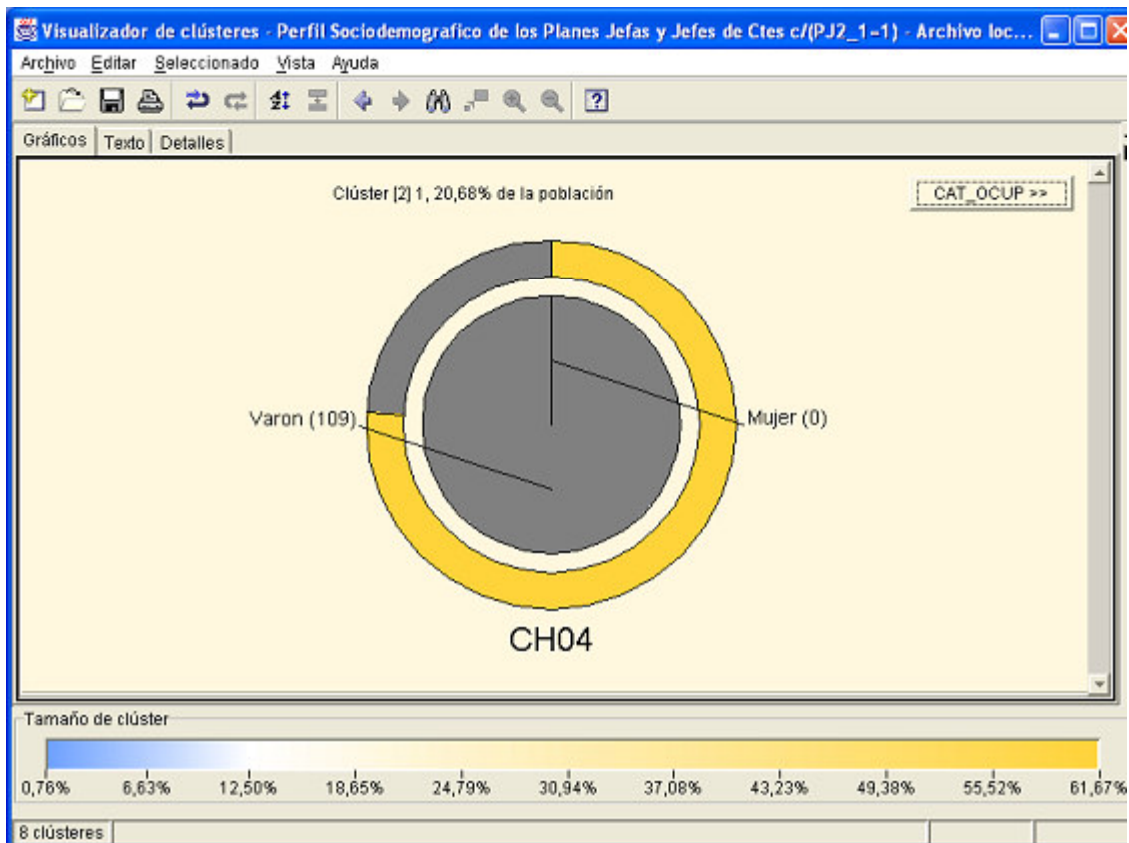 Visualizador de clústeres - Perfil Sociodemografico de los Planes Jefas y Jefes de Ctes c/(PJ2_1=1) - Archivo loc...
Archivo Editar Seleccionado Vista Ayuda
Gráficos Texto Detalles
Clúster [2] 1, 20,68% de la población
CAT_OCUP >>
Varon (109)
Mujer (0)
CH04
Tamaño de clúster
0,76% 6,63% 12,50% 18,65% 24,79% 30,94% 37,08% 43,23% 49,38% 55,52% 61,67%
8 clústeres